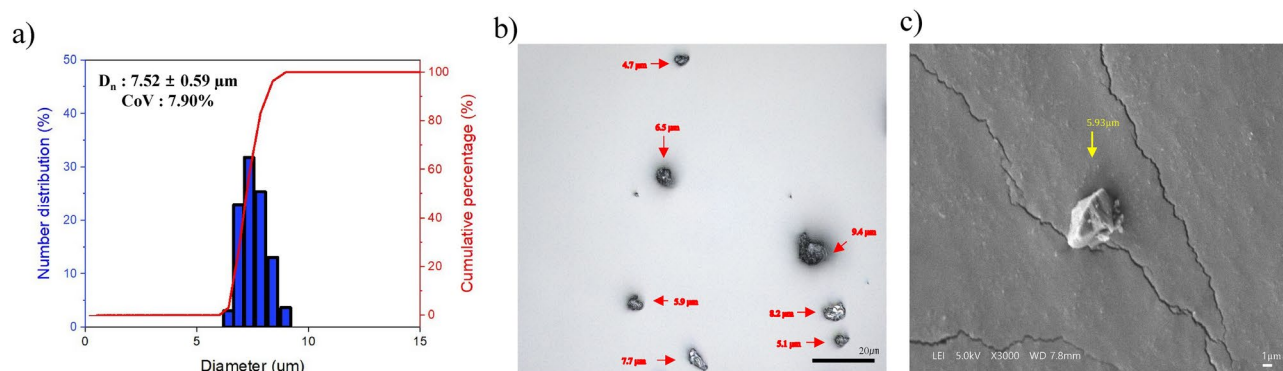 a)
50
40
30
20
10
0
Number distribution (%)
Dₙ : 7.52 ± 0.59 μm
CoV : 7.90%
100
80
60
40
20
0
Cumulative percentage (%)
5
10
15
Diameter (um)
b)
4.7 μm
6.5 μm
9.4 μm
5.9 μm
8.2 μm
5.1 μm
7.7 μm
20μm
c)
5.93μm
LEI 5.0kV X3000 WD 7.8mm
1μm